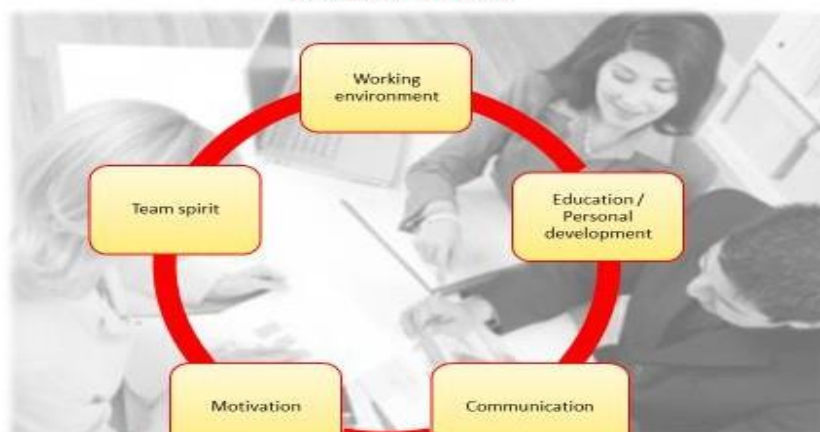 Working
environment
Team spirit
Education /
Personal
development
Motivation
Communication